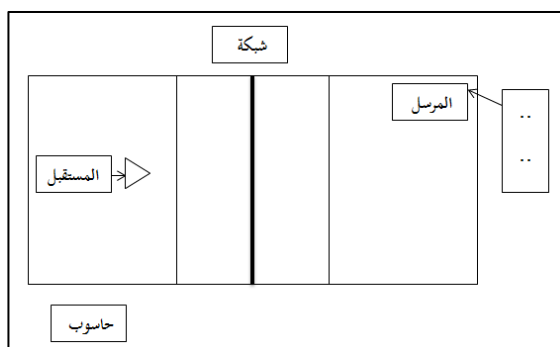 شبكة
المرسل
..
..
المستقبل
حاسوب